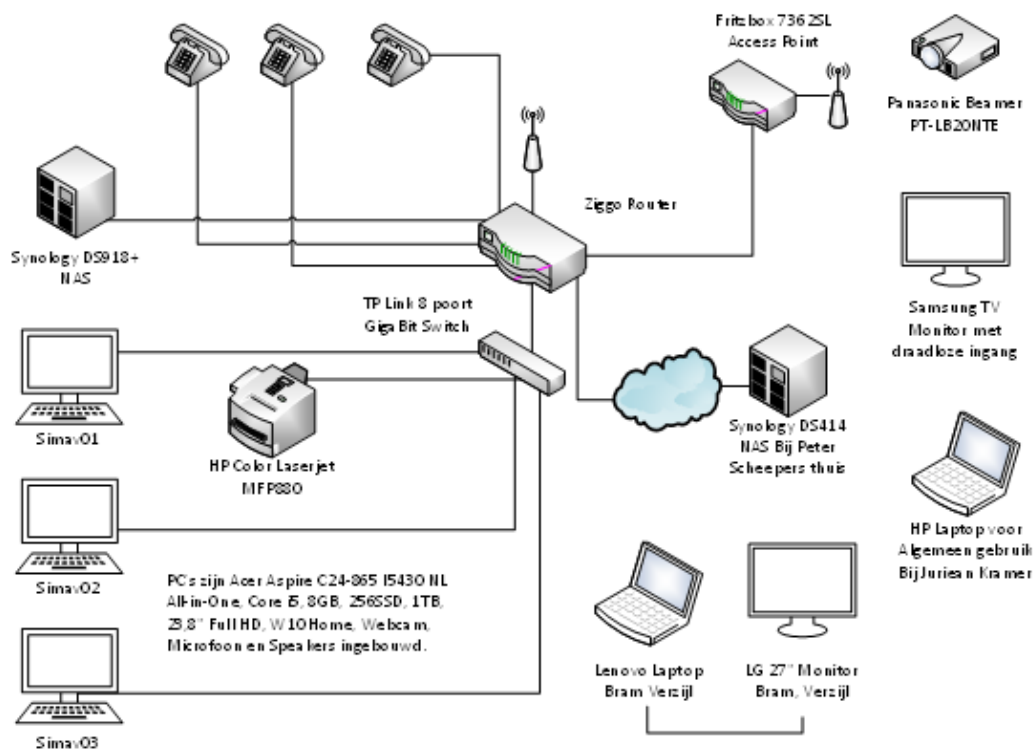 Fritzbox 7362SL
Access Point
Panasonic Beamer
PT-LB20NTE
Ziggo Router
Synology DS918+
NAS
TP Link 8 poort
GigaBit Switch
Samsung TV
Monitor met
draadloze ingang
Simav01
HP Color Laserjet
MFP880
Synology DS414
NAS Bij Peter
Scheepers thuis
HP Laptop voor
Algemeen gebruik
Bij Juriean Kramer
Simav02
PC's zijn Acer Aspire C24-865 I5430 NL
All-in-One, Core i5, 8GB, 256SSD, 1TB,
23,8" Full HD, W10 Home, Webcam,
Microfoon en Speakers ingebouwd.
Lenovo Laptop
Bram Verzijl
LG 27" Monitor
Bram, Verzijl
Simav03